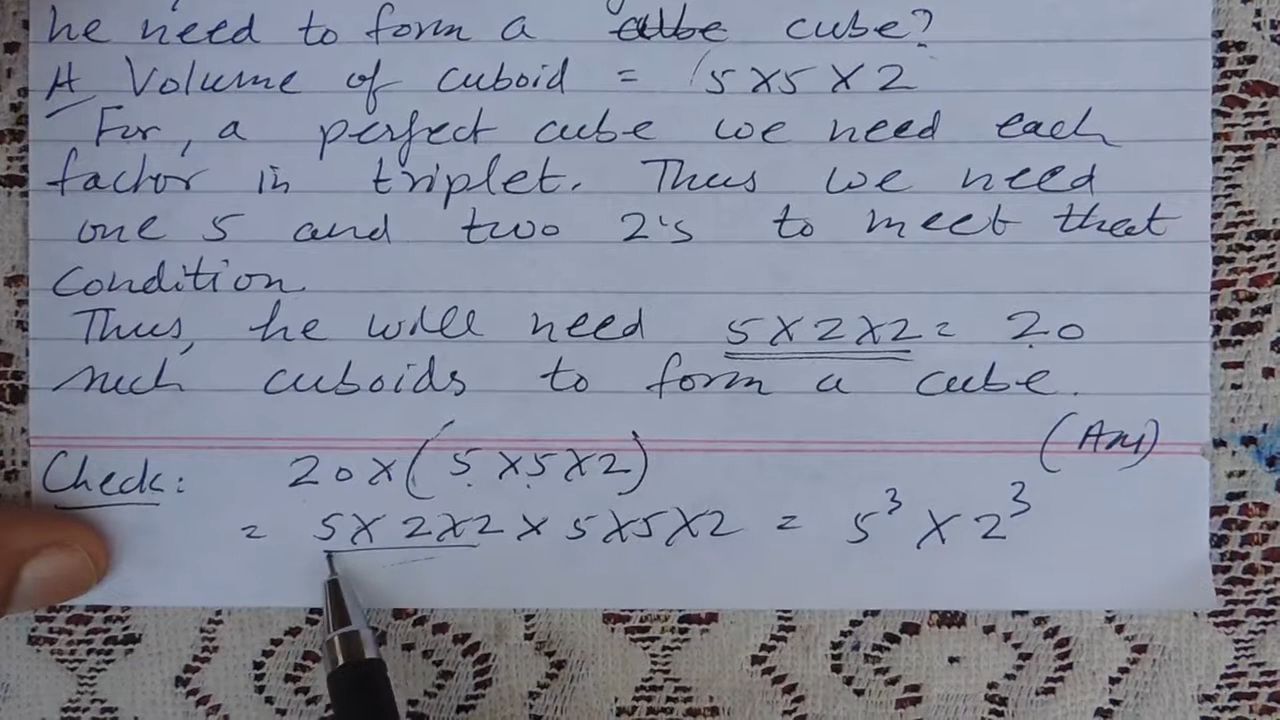 he need to form a cube cube?
A Volume of cuboid = 5x5x2
For, a perfect cube we need each
factor in triplet. Thus we need
one 5 and two 2's to meet that
condition
Thus, he will need 5x2x2 = 20
such cuboids to form a cube.
(Ans)
Check: 20x(5x5x2)
= 5x2x2x5x5x2 = 5³ x 2³